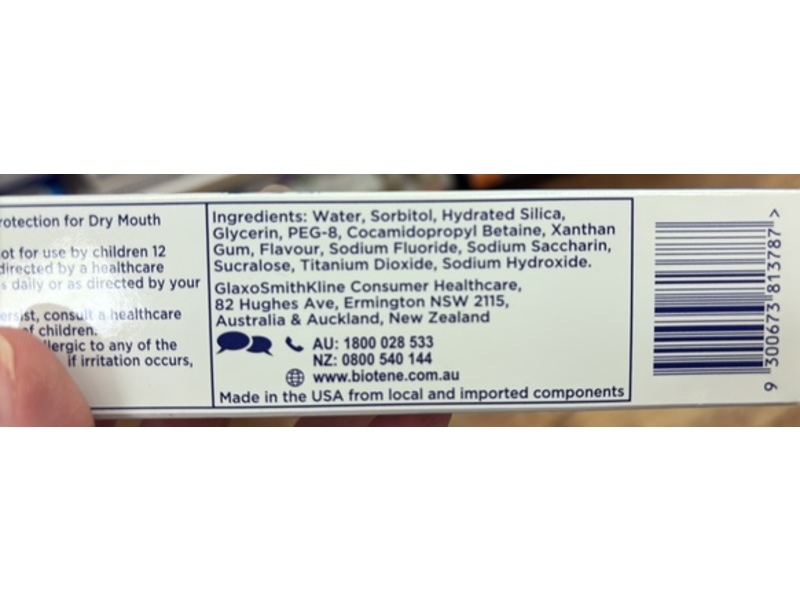 rotection for Dry Mouth
ot for use by children 12
directed by a healthcare
s daily or as directed by your
ersist, consult a healthcare
of children.
llergic to any of the
if irritation occurs,
Ingredients: Water, Sorbitol, Hydrated Silica,
Glycerin, PEG-8, Cocamidopropyl Betaine, Xanthan
Gum, Flavour, Sodium Fluoride, Sodium Saccharin,
Sucralose, Titanium Dioxide, Sodium Hydroxide.
GlaxoSmithKline Consumer Healthcare,
82 Hughes Ave, Ermington NSW 2115,
Australia & Auckland, New Zealand
AU: 1800 028 533
NZ: 0800 540 144
www.biotene.com.au
Made in the USA from local and imported components
9 300673 813787 >